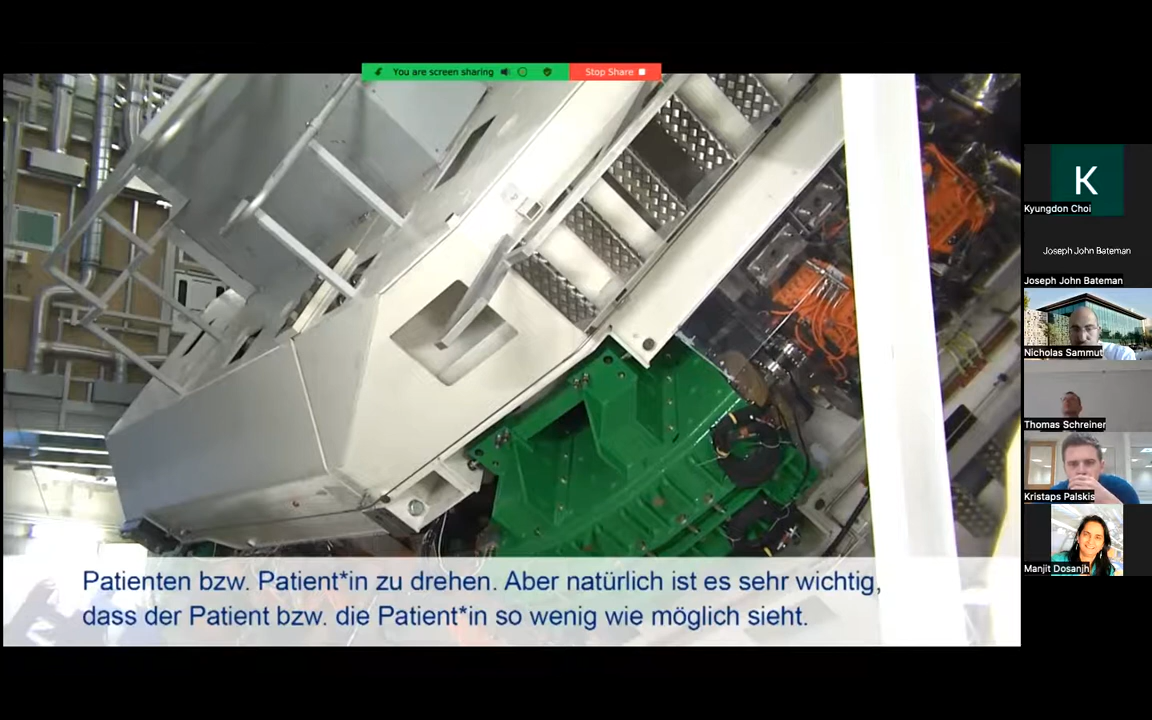 You are screen sharing
Stop Share
K
Kyungdon Choi
Joseph John Bateman
Joseph John Bateman
Nicholas Sammut
Thomas Schreiner
Kristaps Palskis
Manjit Dosanjh
Patienten bzw. Patient*in zu drehen. Aber natürlich ist es sehr wichtig,
dass der Patient bzw. die Patient*in so wenig wie möglich sieht.